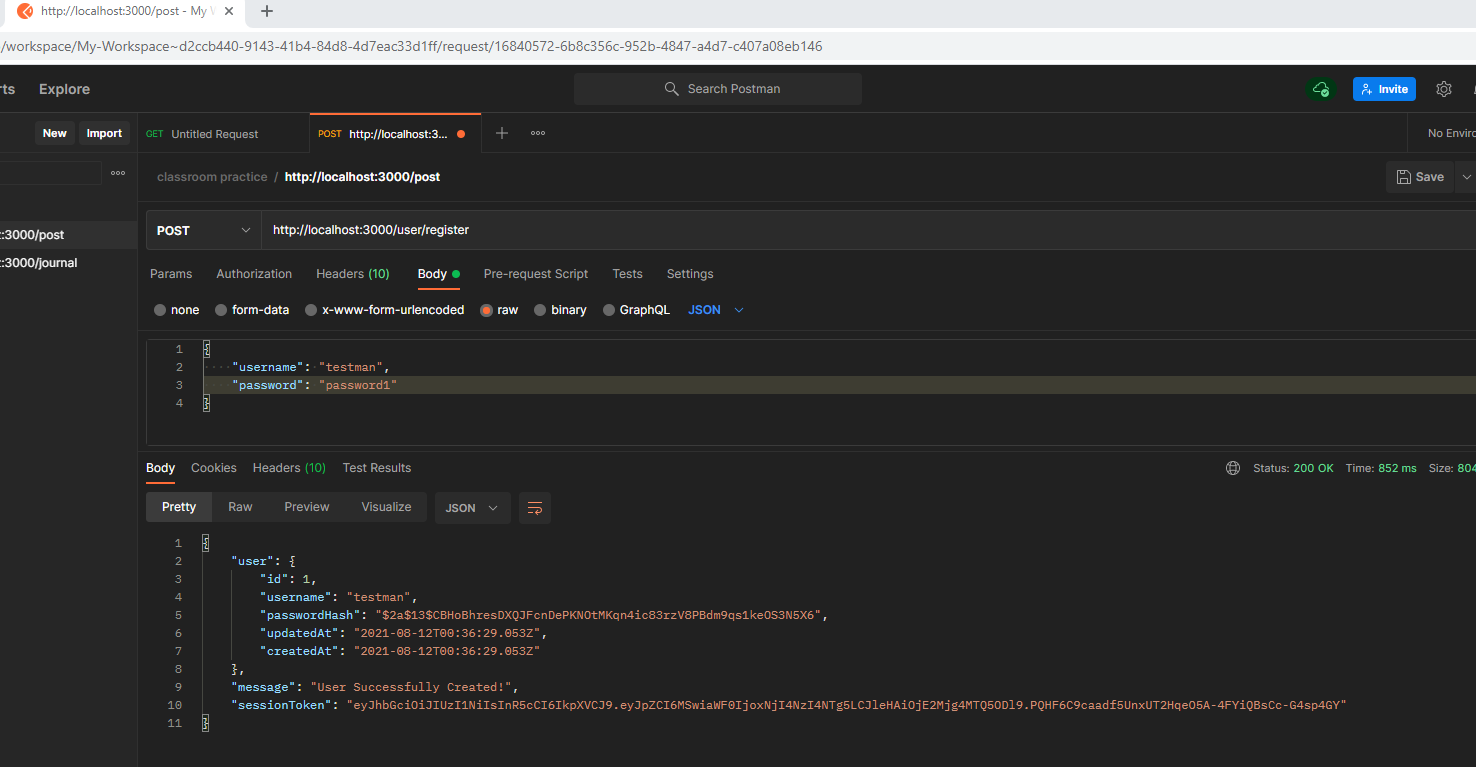 http://localhost:3000/post - My W
/workspace/My-Workspace~d2ccb440-9143-41b4-84d8-4d7eac33d1ff/request/16840572-6b8c356c-952b-4847-a4d7-c407a08eb146
rts Explore Search Postman Invite
New Import GET Untitled Request POST http://localhost:3... No Enviro
classroom practice / http://localhost:3000/post Save
:3000/post
:3000/journal
POST http://localhost:3000/user/register
Params Authorization Headers (10) Body Pre-request Script Tests Settings
none form-data x-www-form-urlencoded raw binary GraphQL JSON
1 {
2 "username": "testman",
3 "password": "password1"
4 }
Body Cookies Headers (10) Test Results Status: 200 OK Time: 852 ms Size: 804
Pretty Raw Preview Visualize JSON
1 {
2 "user": {
3 "id": 1,
4 "username": "testman",
5 "passwordHash": "$2a$13$CBHoBhresDXQJFcnDePKNOtMKqn4ic83rzV8PBdm9qs1keOS3N5X6",
6 "updatedAt": "2021-08-12T00:36:29.053Z",
7 "createdAt": "2021-08-12T00:36:29.053Z"
8 },
9 "message": "User Successfully Created!",
10 "sessionToken": "eyJhbGciOiJIUzI1NiIsInR5cCI6IkpXVCJ9.eyJpZCI6MSwiaWF0IjoxNjI4NzI4NTg5LCJleHAiOjE2Mjg4MTQ5ODl9.PQHF6C9caadf5UnxUT2HqeO5A-4FYiQBsCc-G4sp4GY"
11 }